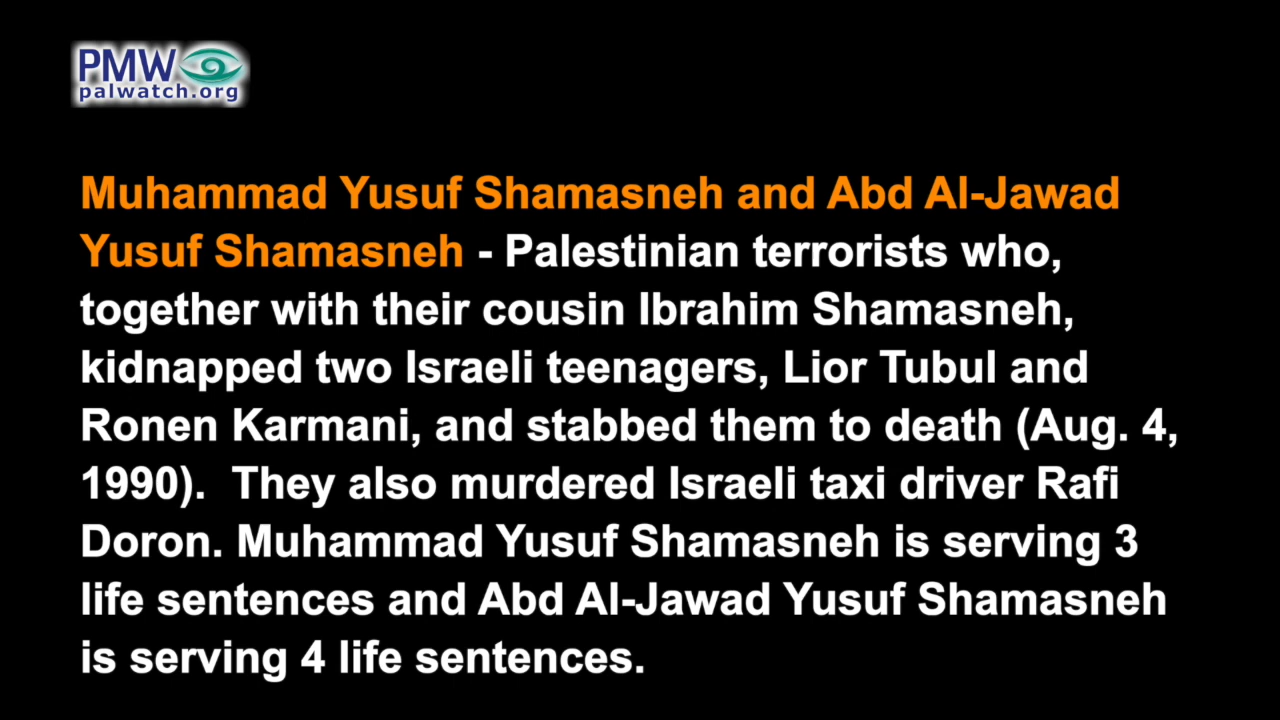 PMW
palwatch.org
Muhammad Yusuf Shamasneh and Abd Al-Jawad
Yusuf Shamasneh - Palestinian terrorists who,
together with their cousin Ibrahim Shamasneh,
kidnapped two Israeli teenagers, Lior Tubul and
Ronen Karmani, and stabbed them to death (Aug. 4,
1990).  They also murdered Israeli taxi driver Rafi
Doron. Muhammad Yusuf Shamasneh is serving 3
life sentences and Abd Al-Jawad Yusuf Shamasneh
is serving 4 life sentences.